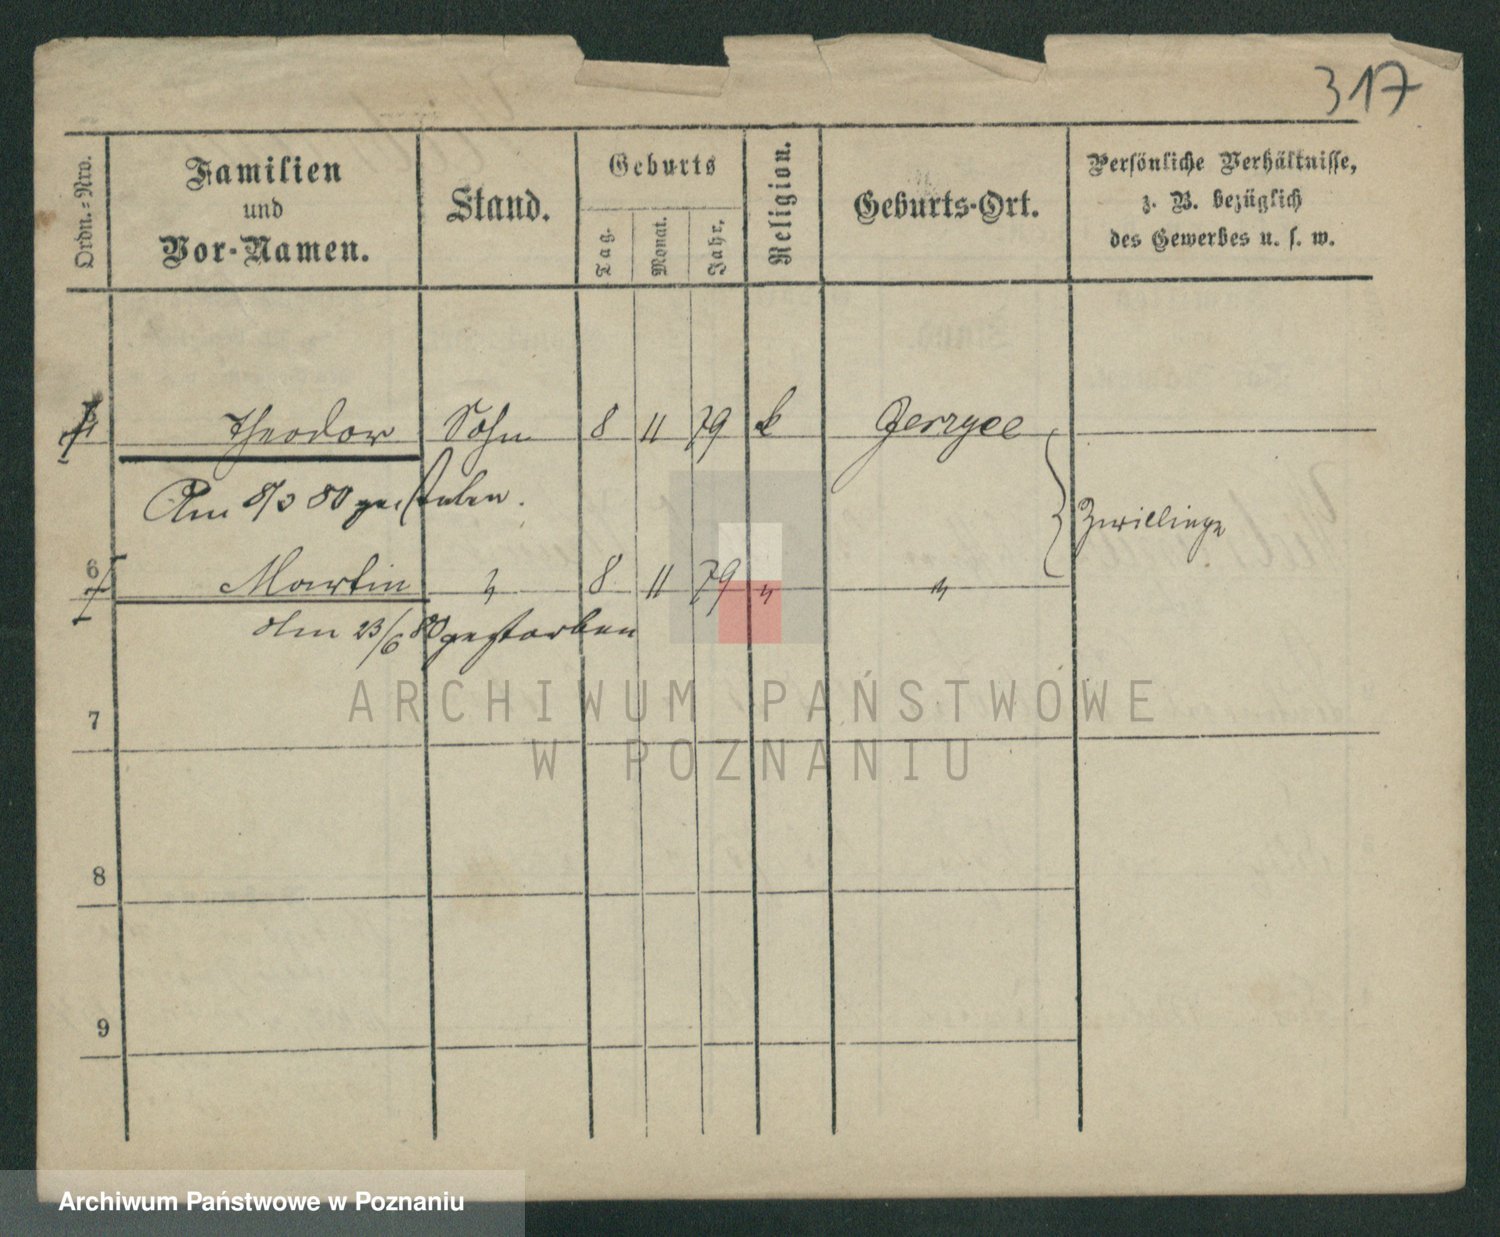 317
Ordn.-Nro.
Familien
und
Vor-Namen.
Stand.
Geburts
Tag.
Monat.
Jahr.
Religion.
Geburts-Ort.
Persönliche Verhältnisse,
z. B. bezüglich
des Gewerbes u. s. w.
Theodor Sohn 8 11 79 k
Am 8/3 80 gestorben.
Zwillinge
6 Martin " 8 11 79 " "
Am 23/6 80 gestorben
7
8
9
ARCHIWUM PAŃSTWOWE
W POZNANIU
Archiwum Państwowe w Poznaniu